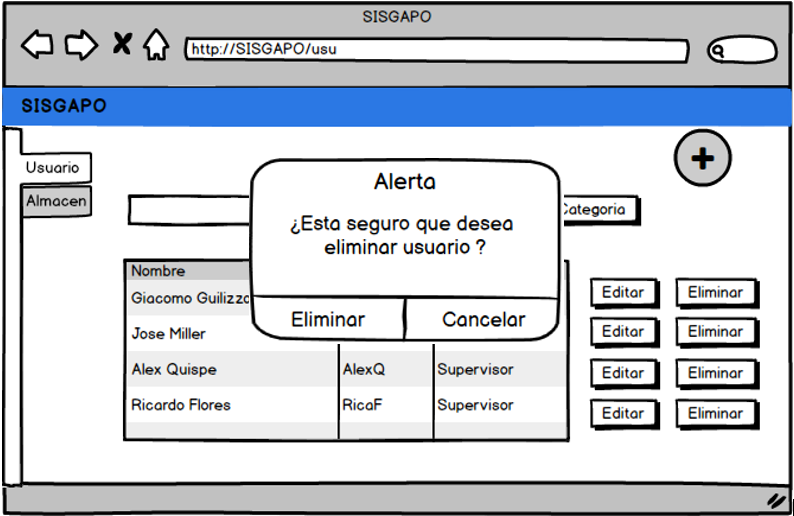 SISGAPO
http://SISGAPO/usu
SISGAPO
Usuario
Almacen
Alerta
¿Esta seguro que desea
eliminar usuario ?
Eliminar
Cancelar
Categoria
Nombre
Giacomo Guilizzo
Editar
Eliminar
Jose Miller
Editar
Eliminar
Alex Quispe
AlexQ
Supervisor
Editar
Eliminar
Ricardo Flores
RicaF
Supervisor
Editar
Eliminar